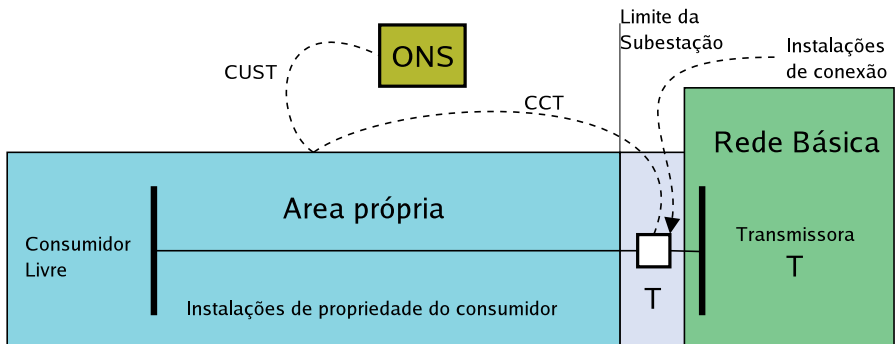 Limite da
Subestação
ONS
Instalações
de conexão
CUST
CCT
Rede Básica
Area própria
Consumidor
Livre
Transmissora
T
T
Instalações de propriedade do consumidor